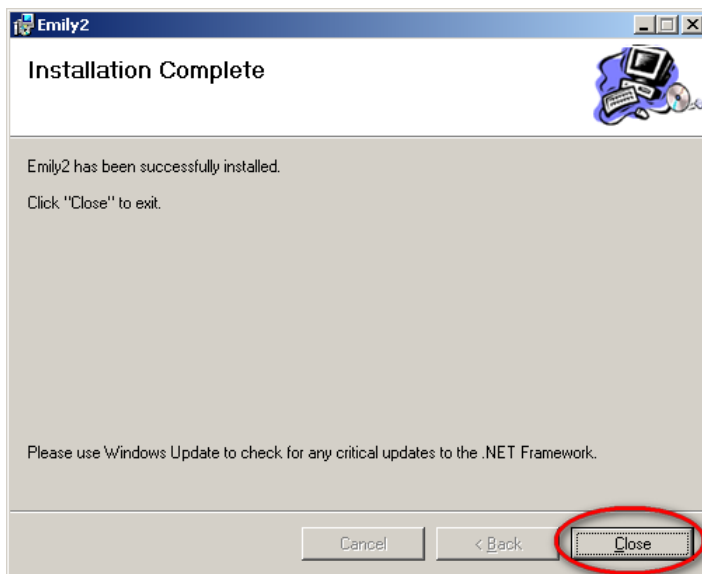 Emily2
Installation Complete
Emily2 has been successfully installed.
Click "Close" to exit.
Please use Windows Update to check for any critical updates to the .NET Framework.
Cancel
< Back
Close